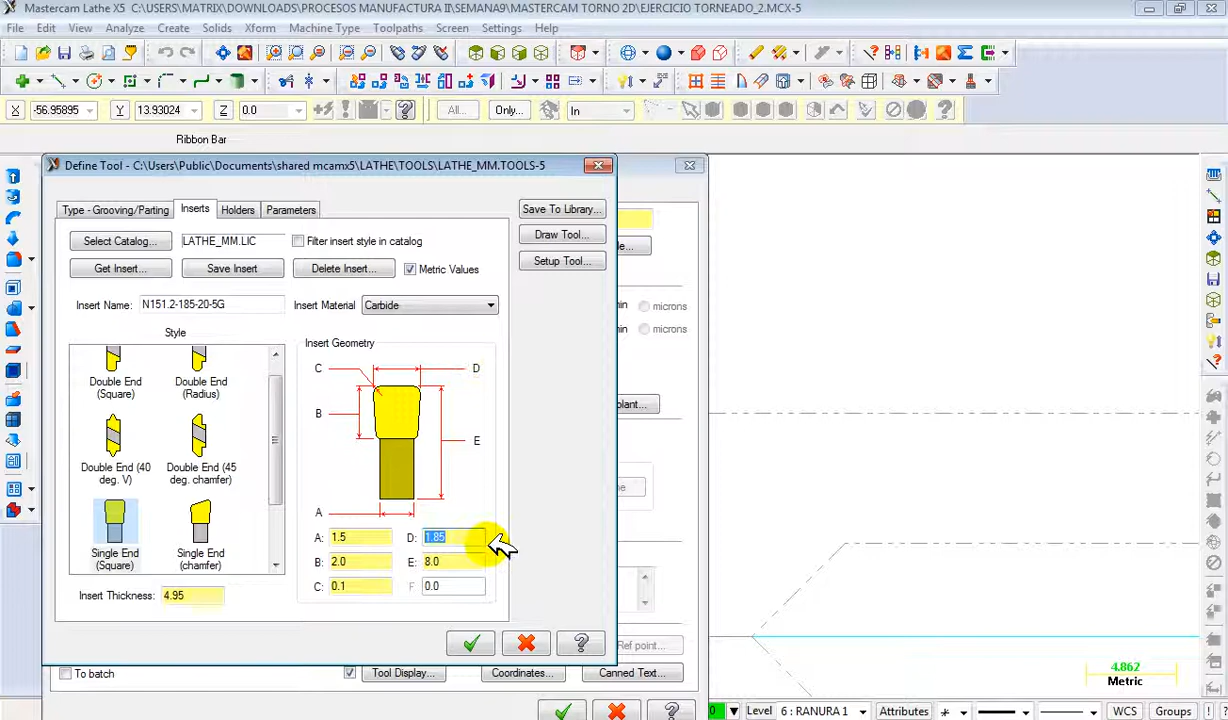 Mastercam Lathe X5 C:\USERS\MATRIX\DOWNLOADS\PROCESOS MANUFACTURA II\SEMANA9\MASTERCAM TORNO 2D\EJERCICIO TORNEADO_2.MCX-5
File Edit View Analyze Create Solids Xform Machine Type Toolpaths Screen Settings Help
X -56.95895 Y 13.93024 Z 0.0 All... Only... In
Ribbon Bar
Define Tool - C:\Users\Public\Documents\shared mcamx5\LATHE\TOOLS\LATHE_MM.TOOLS-5
Type - Grooving/Parting Inserts Holders Parameters
Save To Library...
Select Catalog... LATHE_MM.LIC Filter insert style in catalog
Draw Tool...
Get Insert... Save Insert Delete Insert... Metric Values
Setup Tool...
Insert Name: N151.2-185-20-5G Insert Material Carbide
microns
microns
Style
Insert Geometry
Double End (Square)
Double End (Radius)
Double End (40 deg. V)
Double End (45 deg. chamfer)
Single End (Square)
Single End (chamfer)
C D
B E
A
A: 1.5 D: 1.85
B: 2.0 E: 8.0
C: 0.1 F 0.0
Insert Thickness: 4.95
Ref point...
To batch Tool Display... Coordinates... Canned Text...
4.862
Metric
0 Level 6 : RANURA 1 Attributes WCS Groups